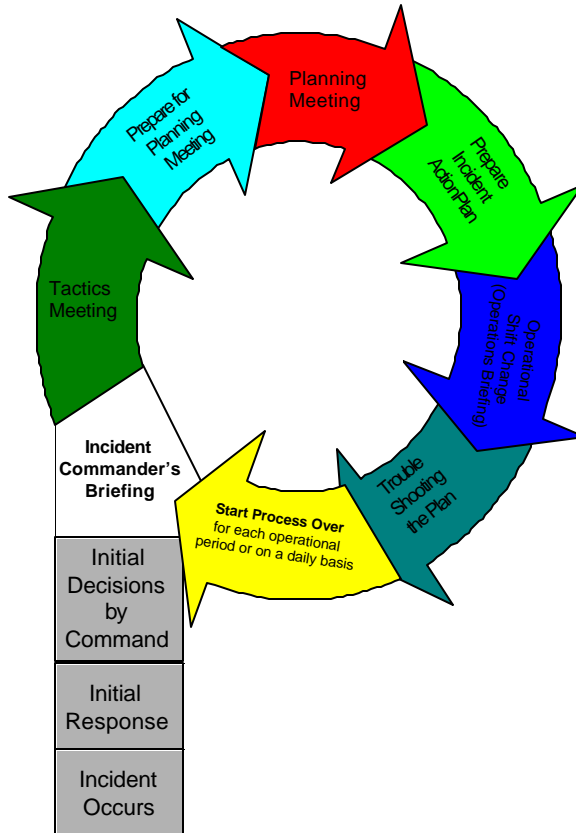 Planning
Meeting
Prepare for
Planning
Meeting
Prepare
Incident
ActionPlan
Tactics
Meeting
Operational
Shift Change
(Operations Briefing)
Incident
Commander's
Briefing
Trouble
Shooting
the Plan
Start Process Over
for each operational
period or on a daily basis
Initial
Decisions
by
Command
Initial
Response
Incident
Occurs